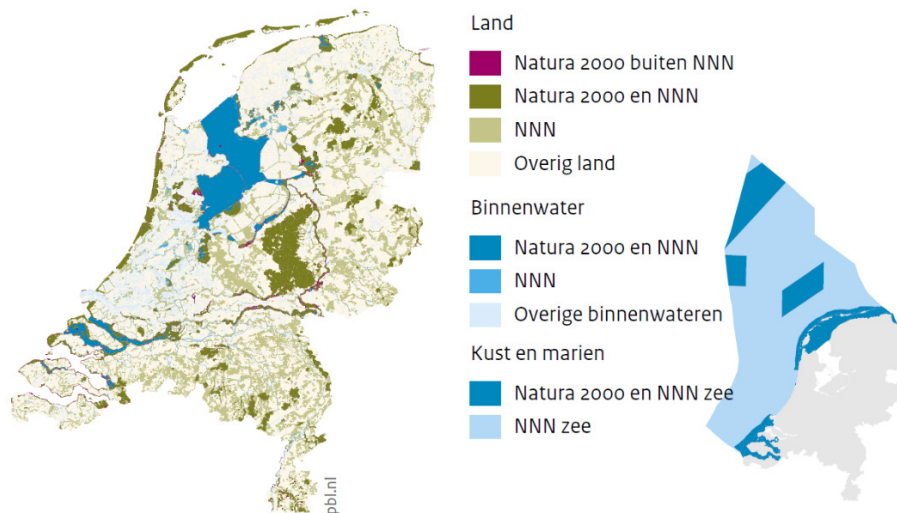 Land
Natura 2000 buiten NNN
Natura 2000 en NNN
NNN
Overig land
Binnenwater
Natura 2000 en NNN
NNN
Overige binnenwateren
Kust en marien
Natura 2000 en NNN zee
NNN zee
pbl.nl